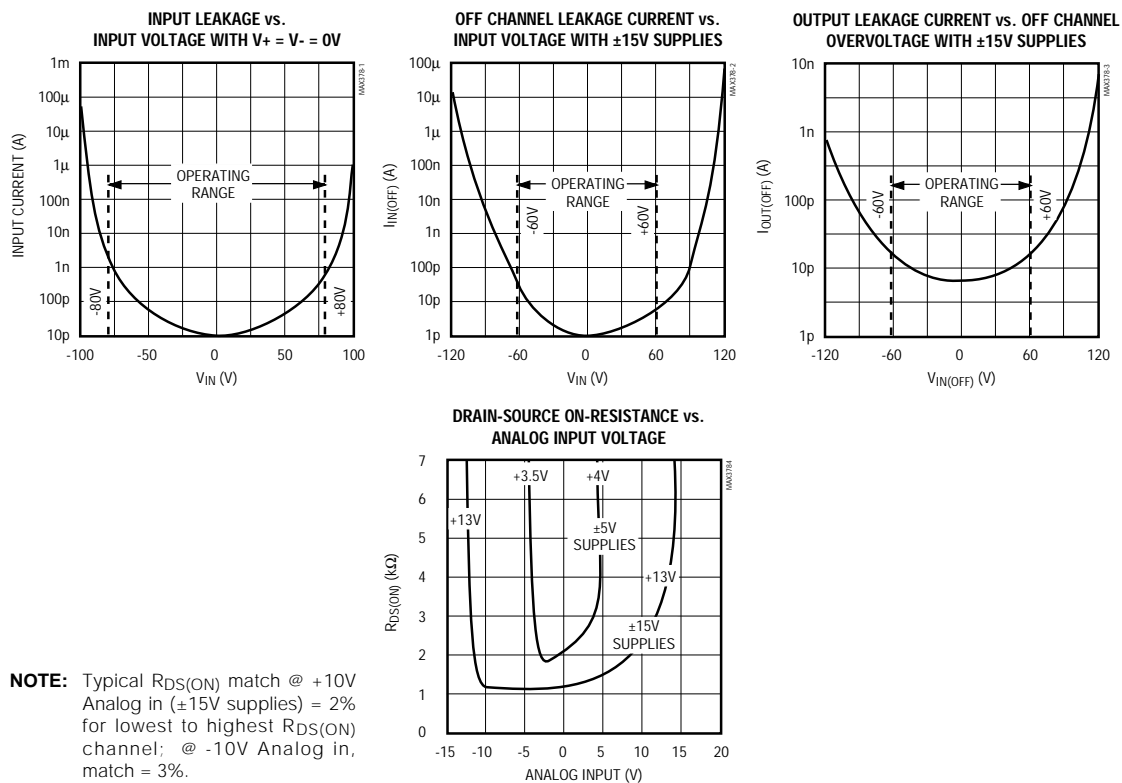 INPUT LEAKAGE vs.
INPUT VOLTAGE WITH V+ = V- = 0V
1m
100µ
10µ
1µ
100n
10n
1n
100p
10p
INPUT CURRENT (A)
OPERATING
RANGE
-80V
+80V
MAX378-1
-100
-50
0
50
100
VIN (V)
OFF CHANNEL LEAKAGE CURRENT vs.
INPUT VOLTAGE WITH ±15V SUPPLIES
100µ
10µ
1µ
100n
10n
1n
100p
10p
1p
IIN(OFF) (A)
OPERATING
RANGE
-60V
+60V
MAX378-2
-120
-60
0
60
120
VIN (V)
OUTPUT LEAKAGE CURRENT vs. OFF CHANNEL
OVERVOLTAGE WITH ±15V SUPPLIES
10n
1n
100p
10p
1p
IOUT(OFF) (A)
OPERATING
RANGE
-60V
+60V
MAX378-3
-120
-60
0
60
120
VIN(OFF) (V)
DRAIN-SOURCE ON-RESISTANCE vs.
ANALOG INPUT VOLTAGE
7
6
5
4
3
2
1
0
RDS(ON) (kΩ)
+3.5V
+4V
+13V
±5V
SUPPLIES
+13V
±15V
SUPPLIES
MAX3784
-15
-10
-5
0
5
10
15
20
ANALOG INPUT (V)
NOTE: Typical RDS(ON) match @ +10V
Analog in (±15V supplies) = 2%
for lowest to highest RDS(ON)
channel; @ -10V Analog in,
match = 3%.